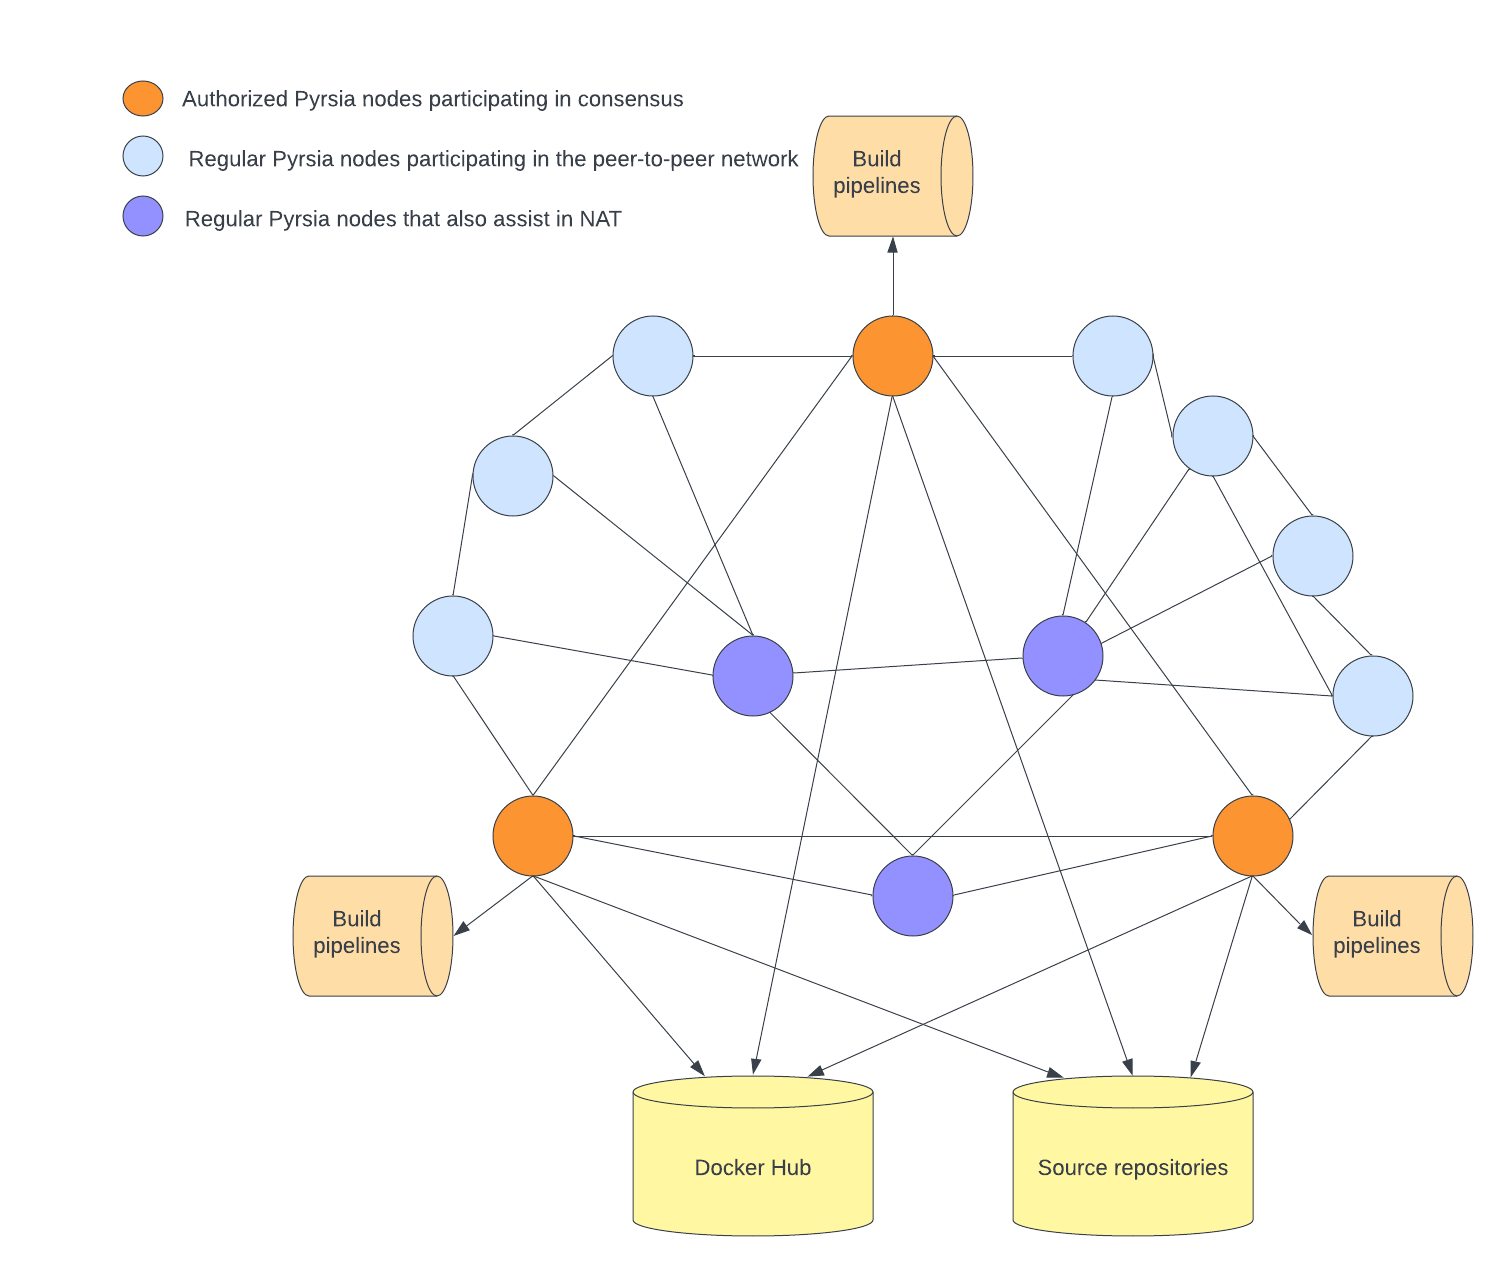 Authorized Pyrsia nodes participating in consensus
Regular Pyrsia nodes participating in the peer-to-peer network
Regular Pyrsia nodes that also assist in NAT
Build
pipelines
Build
pipelines
Build
pipelines
Docker Hub
Source repositories